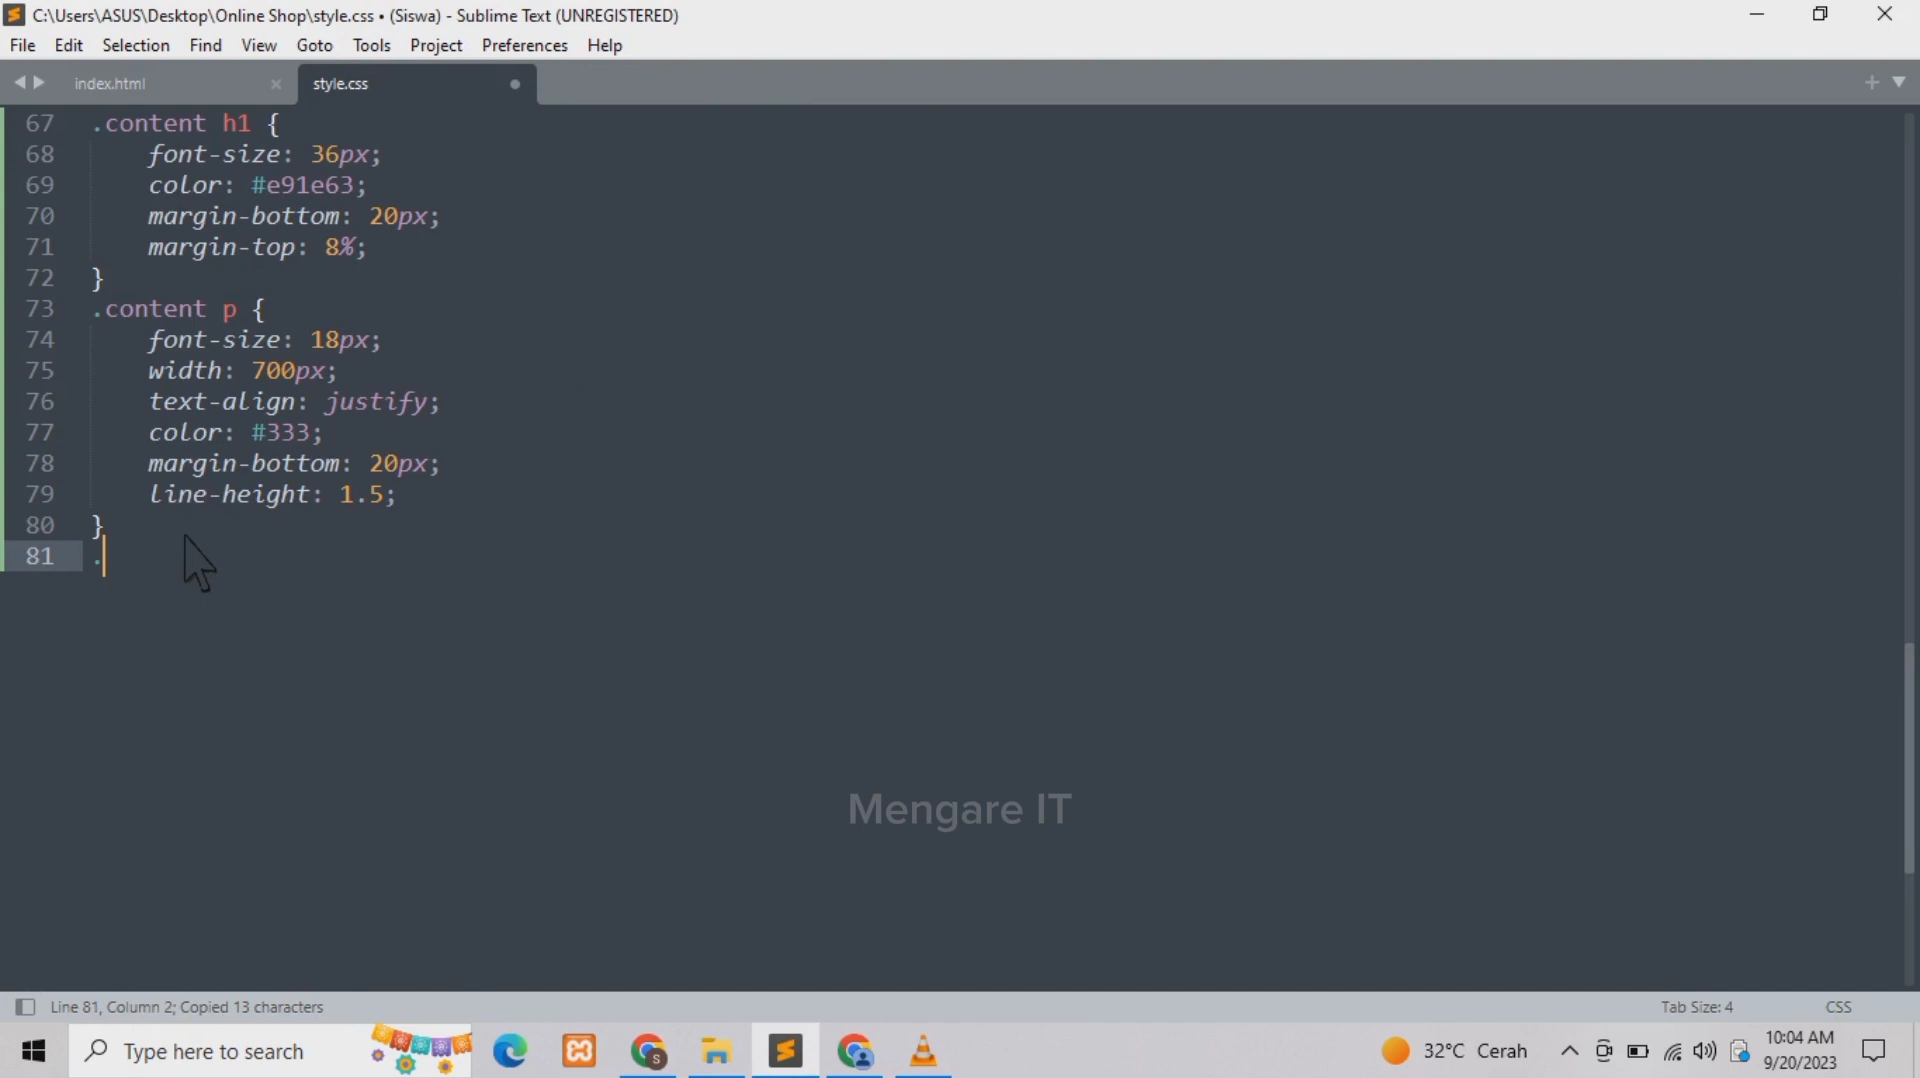 C:\Users\ASUS\Desktop\Online Shop\style.css • (Siswa) - Sublime Text (UNREGISTERED)
File Edit Selection Find View Goto Tools Project Preferences Help
index.html × style.css
67 .content h1 {
68 font-size: 36px;
69 color: #e91e63;
70 margin-bottom: 20px;
71 margin-top: 8%;
72 }
73 .content p {
74 font-size: 18px;
75 width: 700px;
76 text-align: justify;
77 color: #333;
78 margin-bottom: 20px;
79 line-height: 1.5;
80 }
81 .
Mengare IT
Line 81, Column 2; Copied 13 characters Tab Size: 4 CSS
Type here to search S 32°C Cerah 10:04 AM
9/20/2023